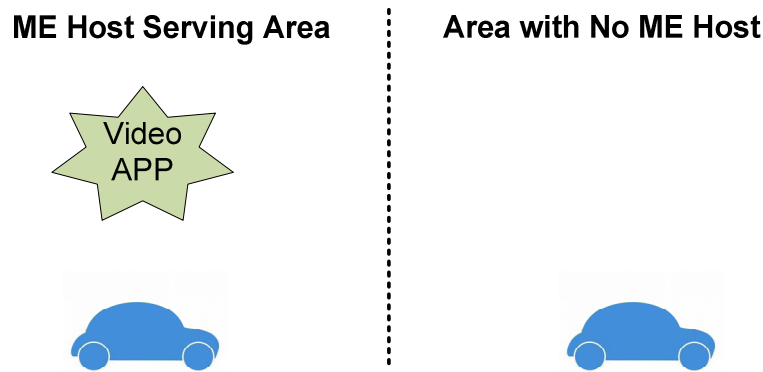 ME Host Serving Area
Area with No ME Host
Video
APP